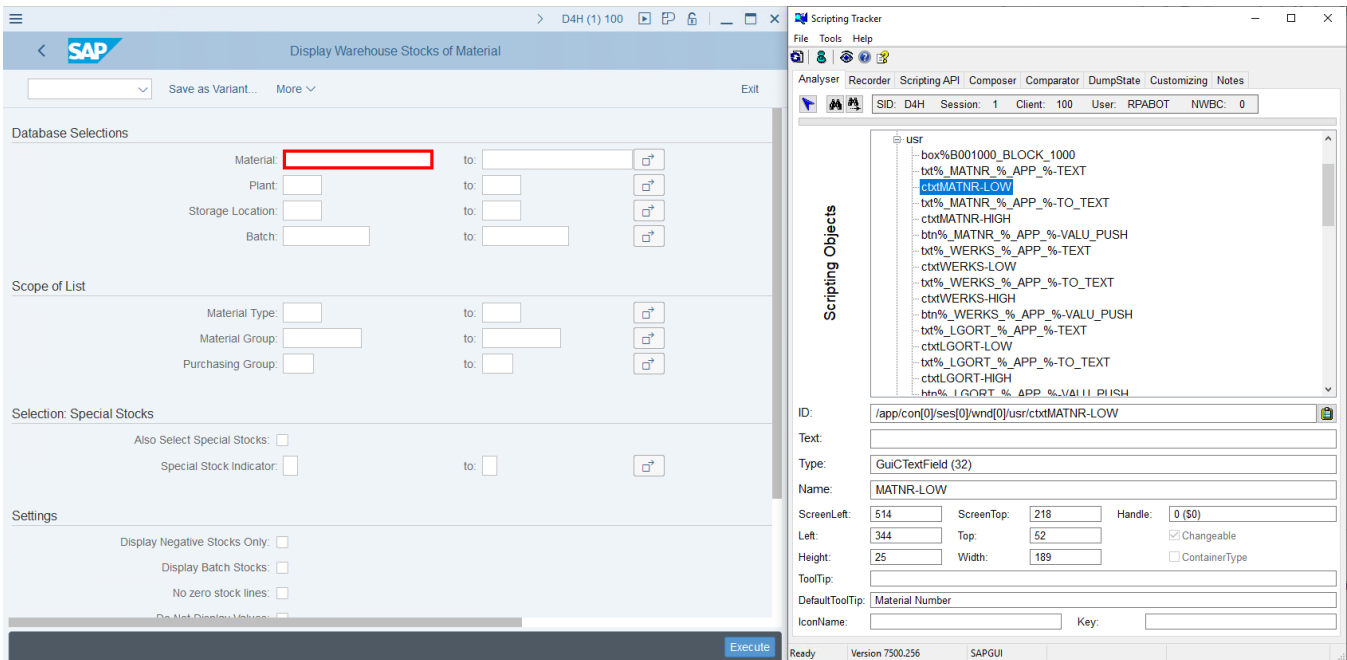 D4H (1) 100
SAP
Display Warehouse Stocks of Material
Save as Variant... More Exit
Database Selections
Material: to:
Plant: to:
Storage Location: to:
Batch: to:
Scope of List
Material Type: to:
Material Group: to:
Purchasing Group: to:
Selection: Special Stocks
Also Select Special Stocks:
Special Stock Indicator: to:
Settings
Display Negative Stocks Only:
Display Batch Stocks:
No zero stock lines:
Do Not Display Values:
Execute
Scripting Tracker
File Tools Help
Analyser Recorder Scripting API Composer Comparator DumpState Customizing Notes
SID: D4H Session: 1 Client: 100 User: RPABOT NWBC: 0
Scripting Objects
usr
box%B001000_BLOCK_1000
txt%_MATNR_%_APP_%-TEXT
ctxtMATNR-LOW
txt%_MATNR_%_APP_%-TO_TEXT
ctxtMATNR-HIGH
btn%_MATNR_%_APP_%-VALU_PUSH
txt%_WERKS_%_APP_%-TEXT
ctxtWERKS-LOW
txt%_WERKS_%_APP_%-TO_TEXT
ctxtWERKS-HIGH
btn%_WERKS_%_APP_%-VALU_PUSH
txt%_LGORT_%_APP_%-TEXT
ctxtLGORT-LOW
txt%_LGORT_%_APP_%-TO_TEXT
ctxtLGORT-HIGH
btn%_LGORT_%_APP_%-VALU_PUSH
ID: /app/con[0]/ses[0]/wnd[0]/usr/ctxtMATNR-LOW
Text:
Type: GuiCTextField (32)
Name: MATNR-LOW
ScreenLeft: 514 ScreenTop: 218 Handle: 0 ($0)
Left: 344 Top: 52 Changeable
Height: 25 Width: 189 ContainerType
ToolTip:
DefaultToolTip: Material Number
IconName: Key:
Ready Version 7500.256 SAPGUI